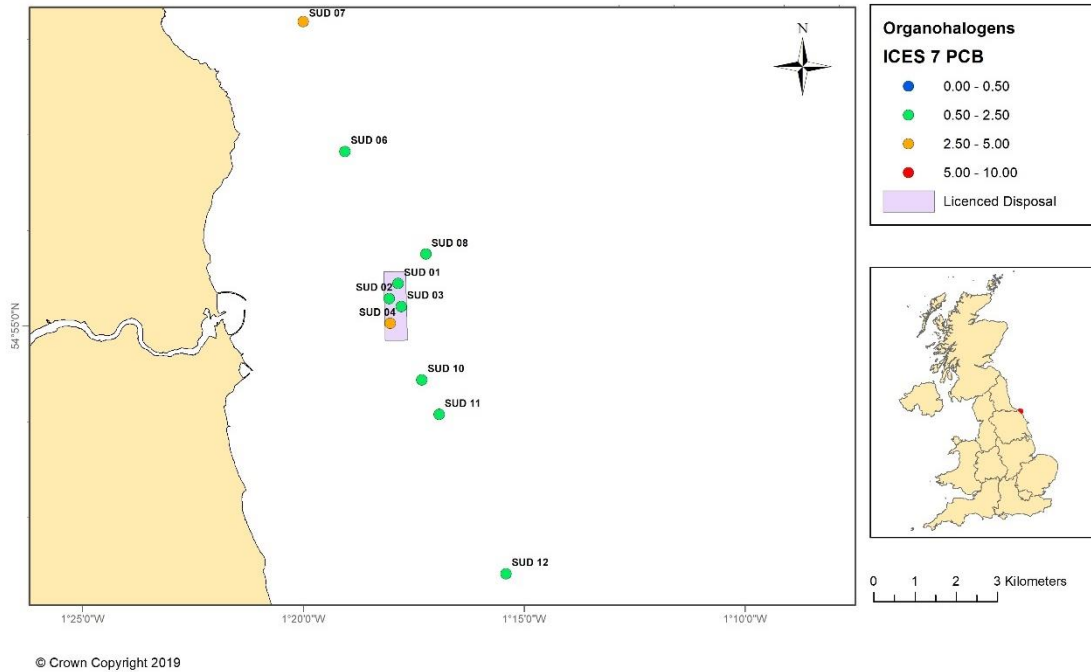 SUD 07
SUD 06
SUD 08
SUD 01
SUD 02
SUD 03
SUD 04
SUD 10
SUD 11
SUD 12
54°55'0"N
1°25'0"W
1°20'0"W
1°15'0"W
1°10'0"W
N
Organohalogens
ICES 7 PCB
0.00 - 0.50
0.50 - 2.50
2.50 - 5.00
5.00 - 10.00
Licenced Disposal
0 1 2 3 Kilometers
© Crown Copyright 2019